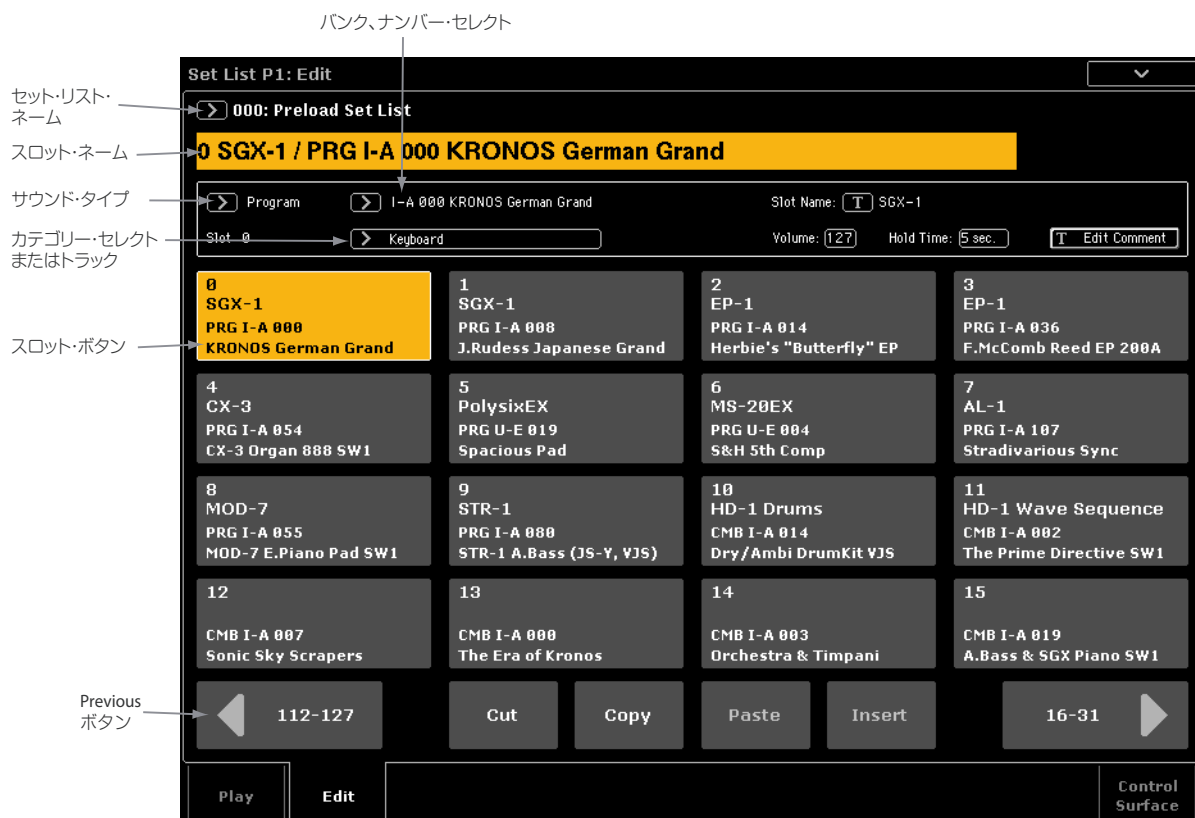 バンク、ナンバー・セレクト
Set List P1: Edit
セット・リスト・
ネーム
000: Preload Set List
スロット・ネーム
0 SGX-1 / PRG I-A 000 KRONOS German Grand
サウンド・タイプ
Program
I-A 000 KRONOS German Grand
Slot Name: T SGX-1
カテゴリー・セレクト
またはトラック
Slot 0
Keyboard
Volume: 127
Hold Time: 5 sec.
T Edit Comment
スロット・ボタン
0
SGX-1
PRG I-A 000
KRONOS German Grand
1
SGX-1
PRG I-A 008
J.Rudess Japanese Grand
2
EP-1
PRG I-A 014
Herbie's "Butterfly" EP
3
EP-1
PRG I-A 036
F.McComb Reed EP 200A
4
CX-3
PRG I-A 054
CX-3 Organ 888 SW1
5
PolysixEX
PRG U-E 019
Spacious Pad
6
MS-20EX
PRG U-E 004
S&H 5th Comp
7
AL-1
PRG I-A 107
Stradivarious Sync
8
MOD-7
PRG I-A 055
MOD-7 E.Piano Pad SW1
9
STR-1
PRG I-A 080
STR-1 A.Bass (JS-Y, YJS)
10
HD-1 Drums
CMB I-A 014
Dry/Ambi DrumKit YJS
11
HD-1 Wave Sequence
CMB I-A 002
The Prime Directive SW1
12
CMB I-A 007
Sonic Sky Scrapers
13
CMB I-A 000
The Era of Kronos
14
CMB I-A 003
Orchestra & Timpani
15
CMB I-A 019
A.Bass & SGX Piano SW1
Previous
ボタン
112-127
Cut
Copy
Paste
Insert
16-31
Play
Edit
Control
Surface